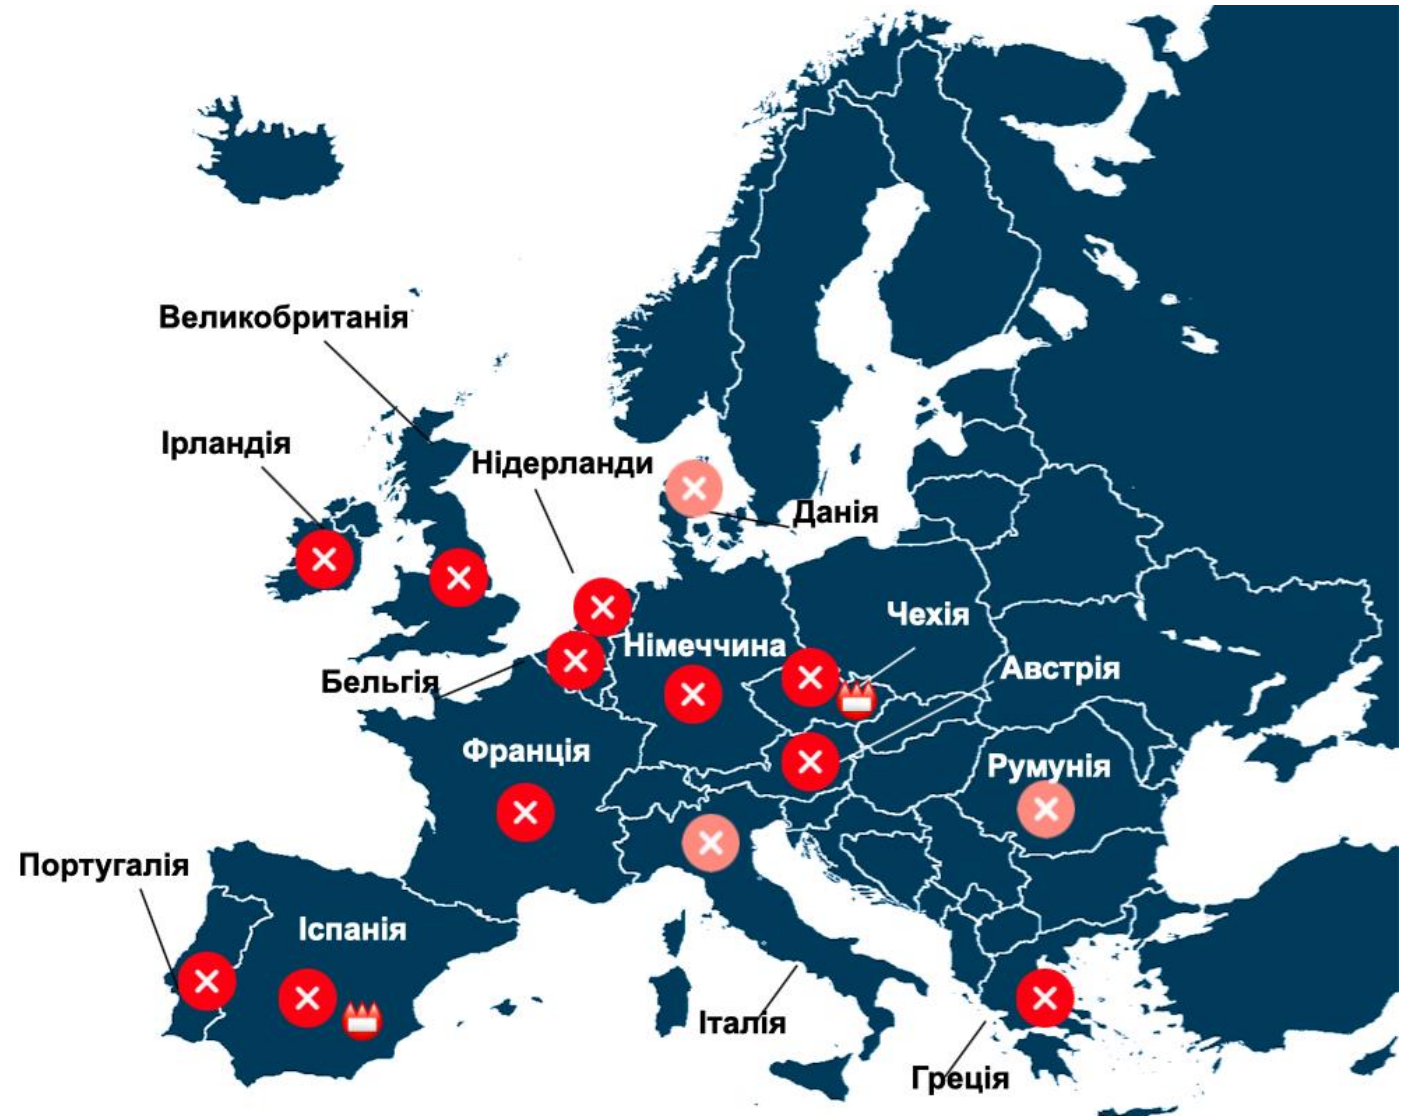 Великобританія
Ірландія
Нідерланди
Данія
Чехія
Німеччина
Австрія
Бельгія
Франція
Румунія
Португалія
Іспанія
Італія
Греція